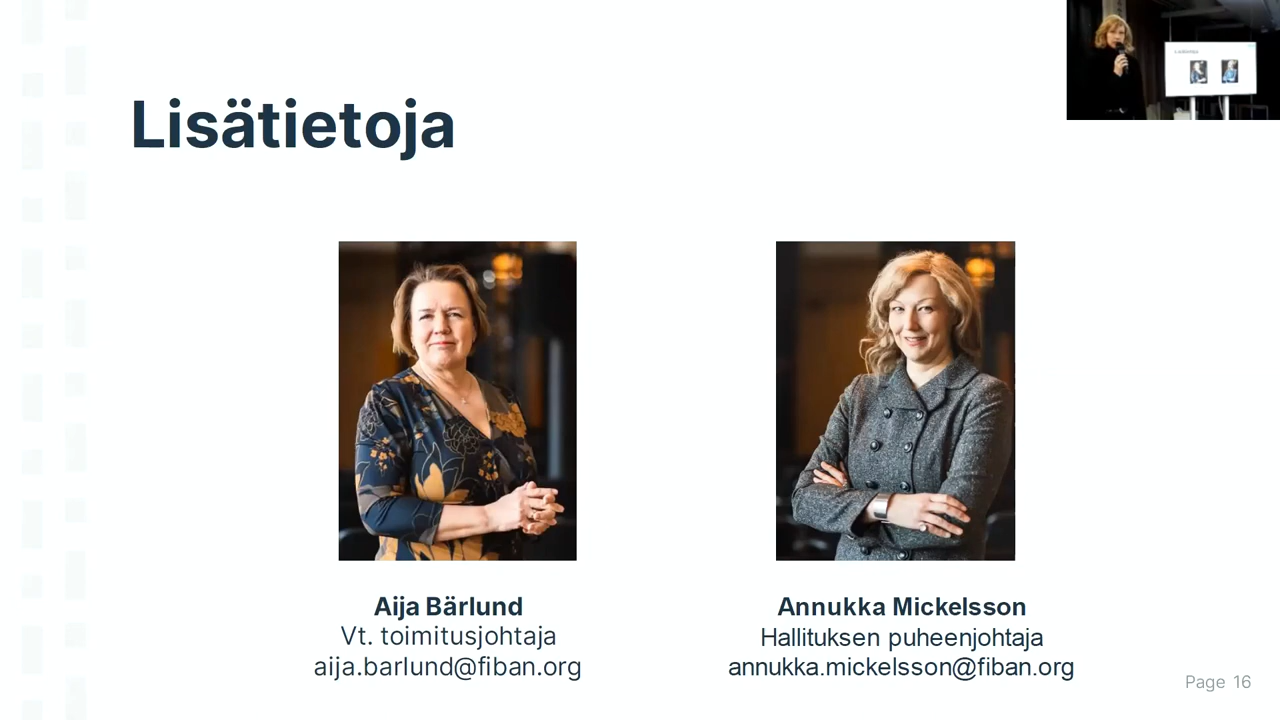 Lisätietoja
Aija Bärlund
Vt. toimitusjohtaja
aija.barlund@fiban.org
Annukka Mickelsson
Hallituksen puheenjohtaja
annukka.mickelsson@fiban.org
Page 16